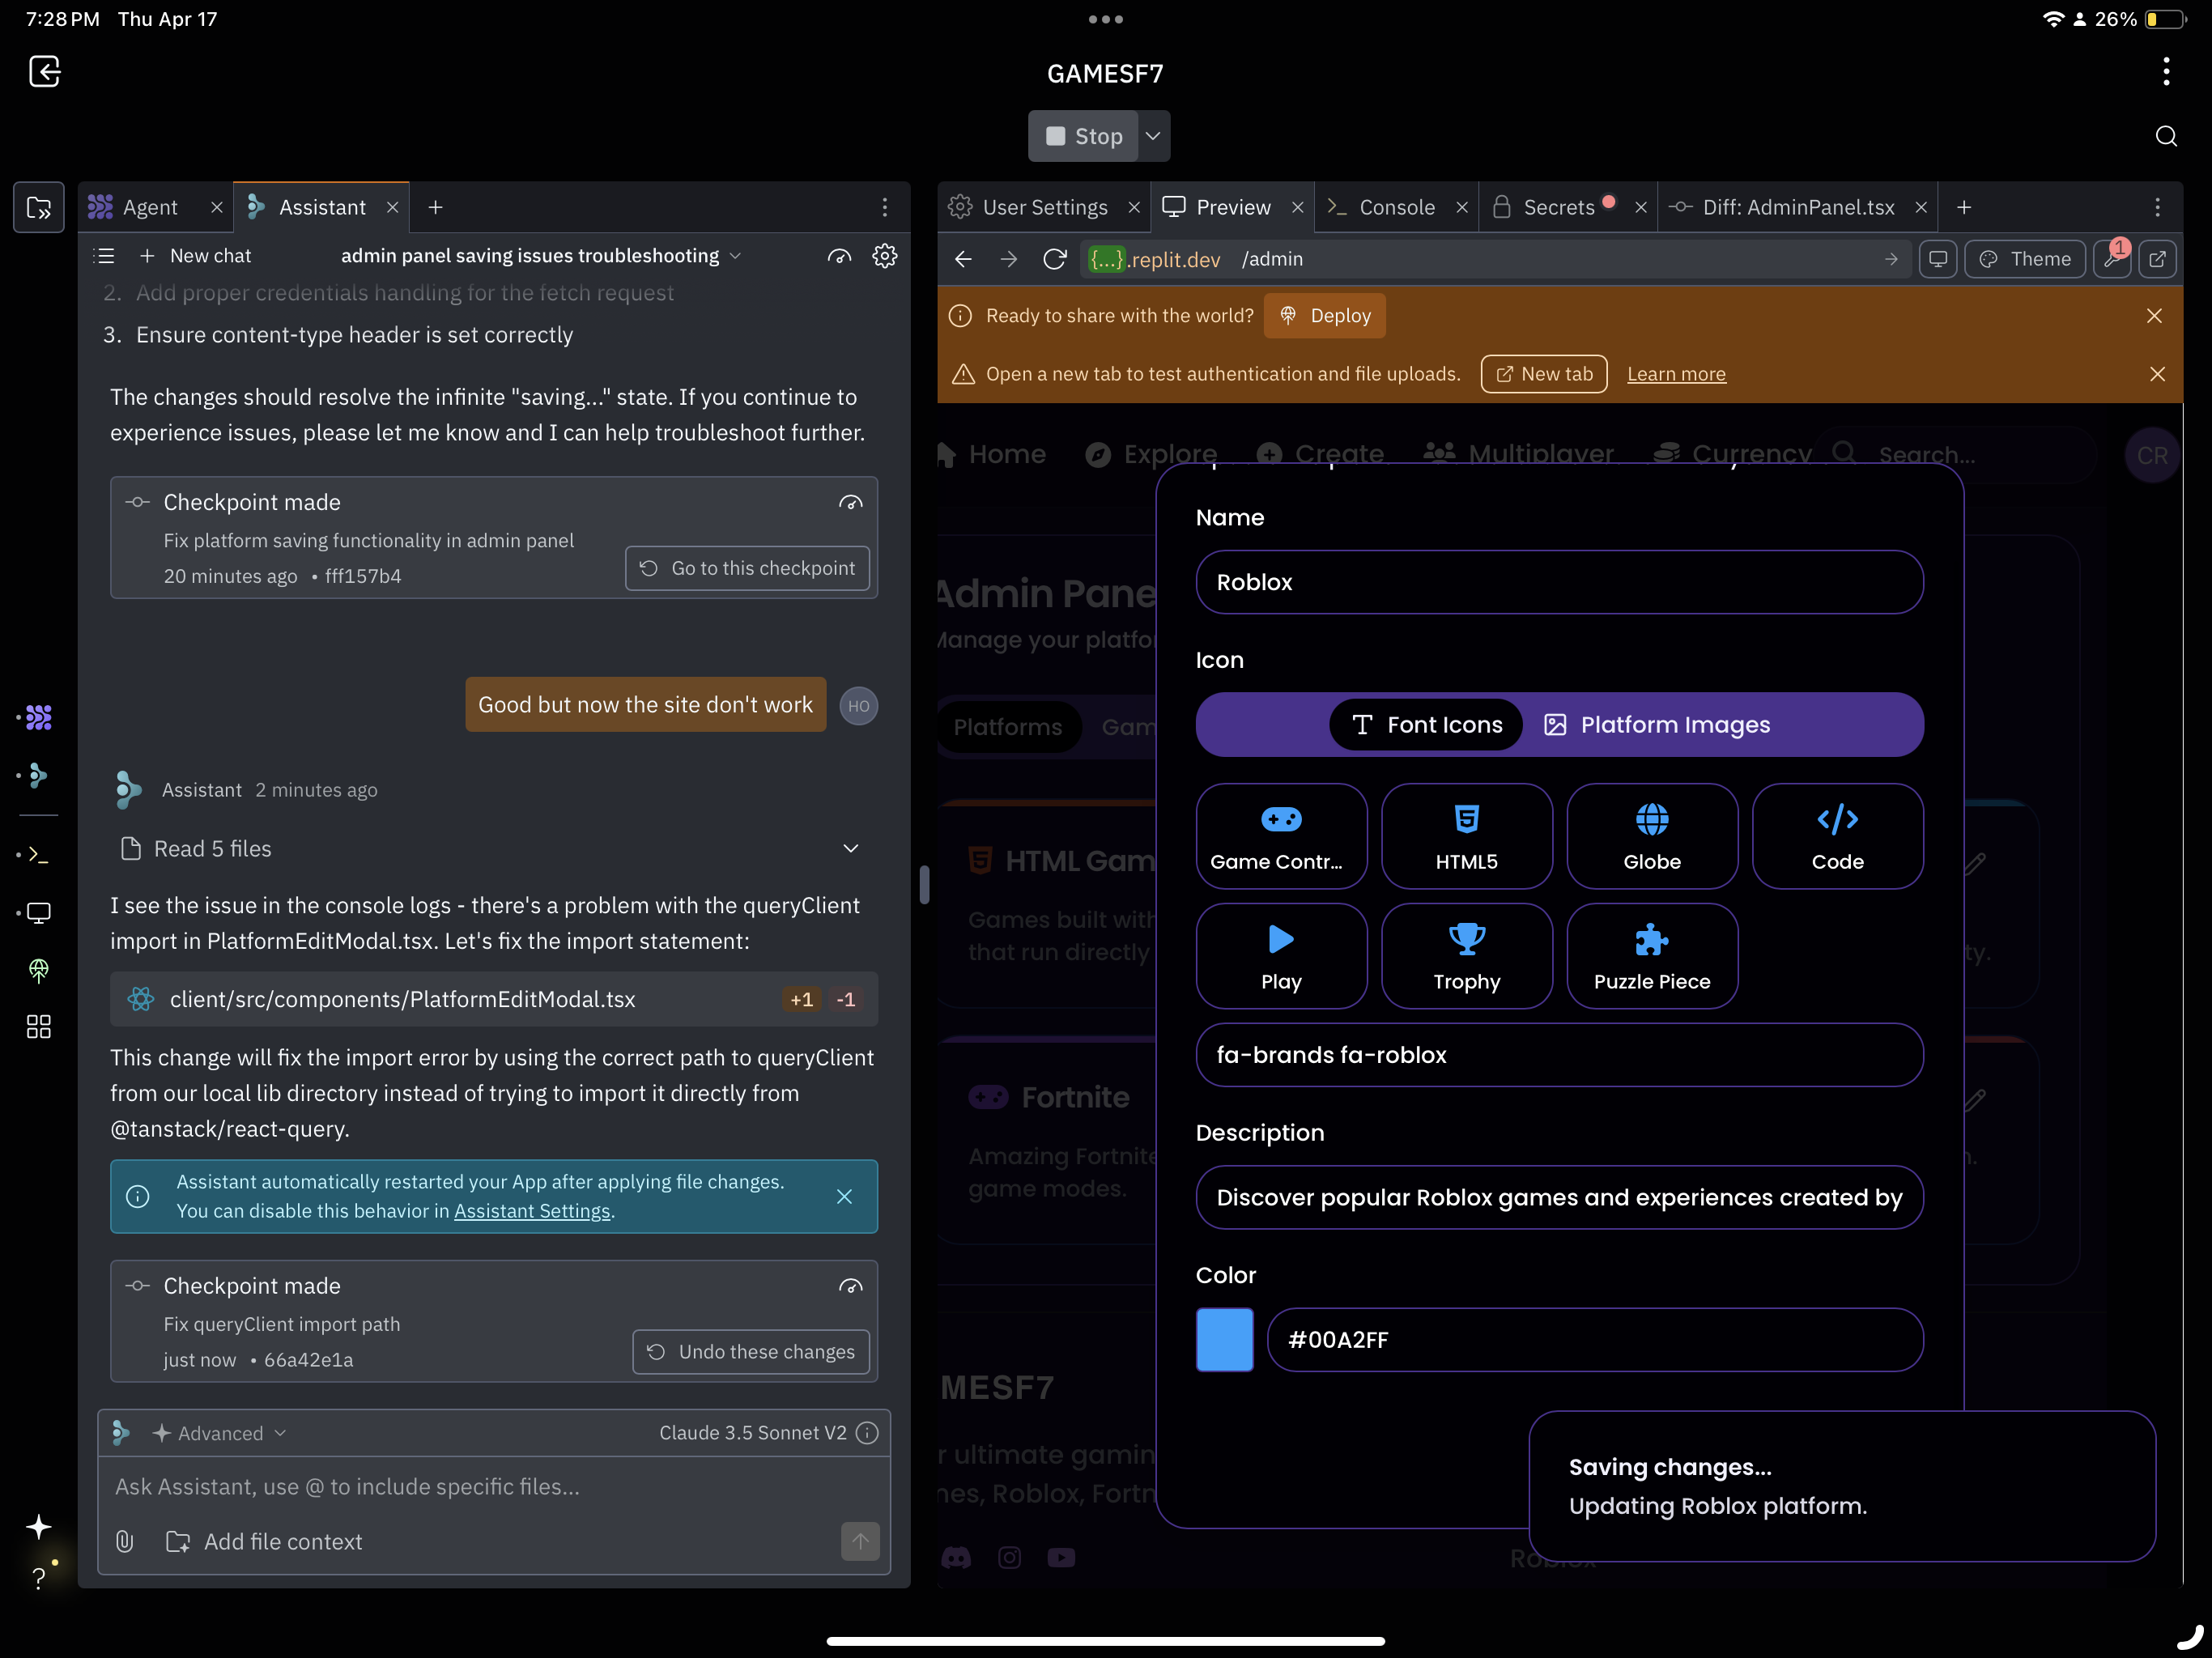 7:28 PM Thu Apr 17
26%
GAMESF7
Stop
Agent
Assistant
New chat
admin panel saving issues troubleshooting
2. Add proper credentials handling for the fetch request
3. Ensure content-type header is set correctly
The changes should resolve the infinite "saving..." state. If you continue to
experience issues, please let me know and I can help troubleshoot further.
Checkpoint made
Fix platform saving functionality in admin panel
20 minutes ago • fff157b4
Go to this checkpoint
Good but now the site don't work
HO
Assistant 2 minutes ago
Read 5 files
I see the issue in the console logs - there's a problem with the queryClient
import in PlatformEditModal.tsx. Let's fix the import statement:
client/src/components/PlatformEditModal.tsx
+1 -1
This change will fix the import error by using the correct path to queryClient
from our local lib directory instead of trying to import it directly from
@tanstack/react-query.
Assistant automatically restarted your App after applying file changes.
You can disable this behavior in Assistant Settings.
Checkpoint made
Fix queryClient import path
just now • 66a42e1a
Undo these changes
Advanced
Claude 3.5 Sonnet V2
Ask Assistant, use @ to include specific files...
Add file context
User Settings
Preview
Console
Secrets
Diff: AdminPanel.tsx
{...}.replit.dev /admin
Theme
1
Ready to share with the world?
Deploy
Open a new tab to test authentication and file uploads.
New tab
Learn more
Home
Explore
Create
Multiplayer
Currency
Search...
CR
Admin Pane
Manage your platfor
Platforms
Gam
HTML Gam
Games built with
that run directly
ty.
Fortnite
Amazing Fortnite
game modes.
n.
MESF7
r ultimate gamin
nes, Roblox, Fortn
Name
Roblox
Icon
Font Icons
Platform Images
Game Contr...
HTML5
Globe
Code
Play
Trophy
Puzzle Piece
fa-brands fa-roblox
Description
Discover popular Roblox games and experiences created by
Color
#00A2FF
Saving changes...
Updating Roblox platform.
Roblox